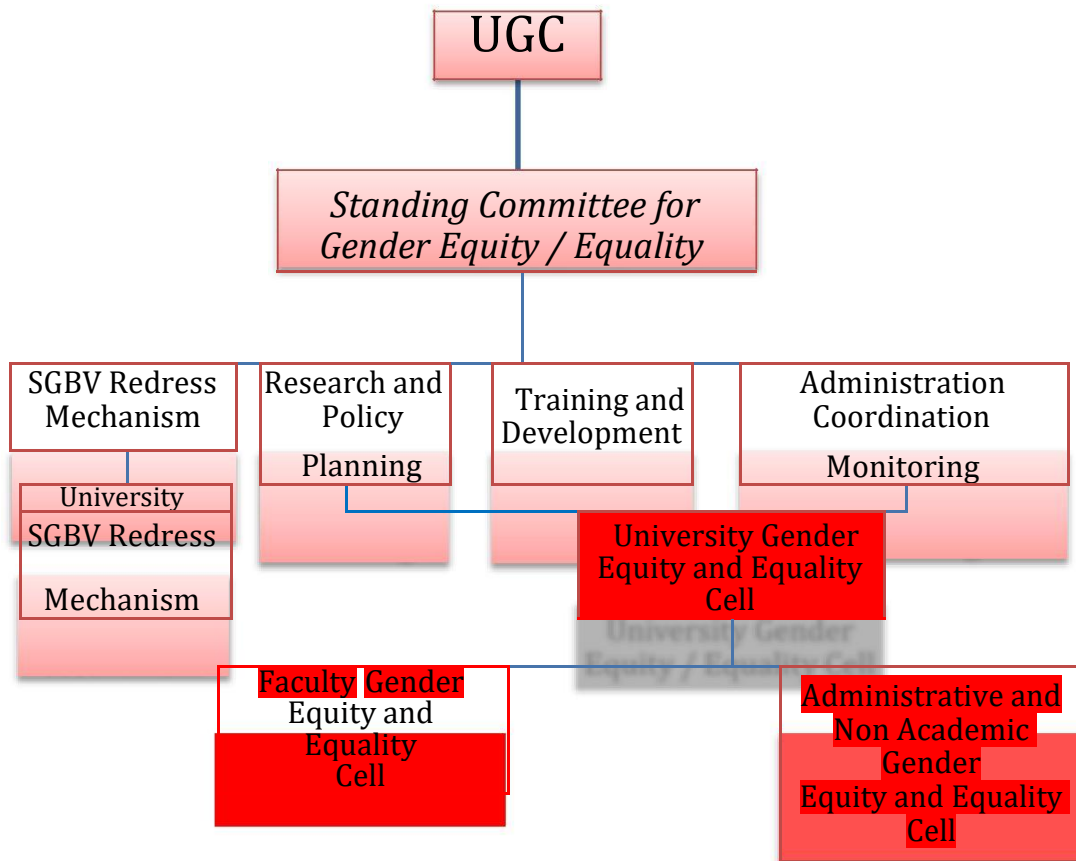 UGC
Standing Committee for
Gender Equity / Equality
SGBV Redress
Mechanism
Research and
Policy
Planning
Training and
Development
Administration
Coordination
Monitoring
University
SGBV Redress
Mechanism
University Gender
Equity and Equality
Cell
University Gender
Equity / Equality Cell
Faculty Gender
Equity and
Equality
Cell
Administrative and
Non Academic
Gender
Equity and Equality
Cell